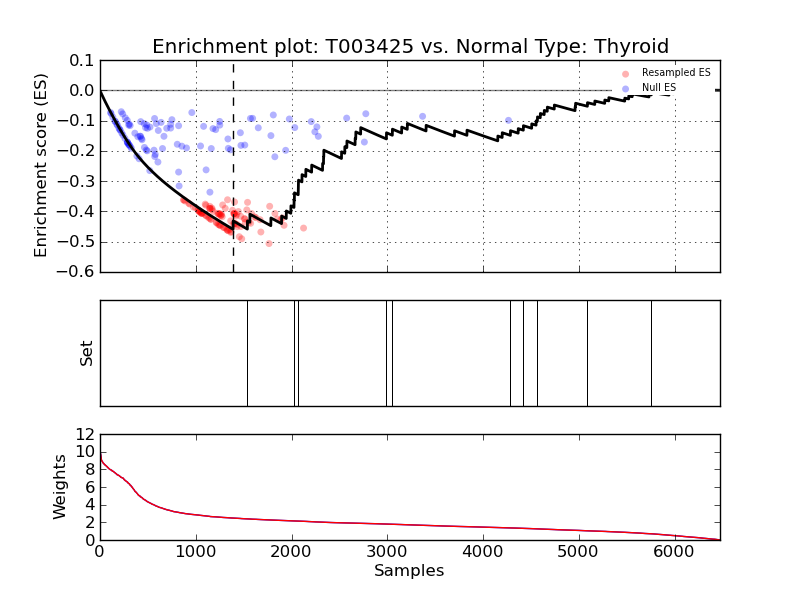 Enrichment plot: T003425 vs. Normal Type: Thyroid
0.1
0.0
−0.1
−0.2
−0.3
−0.4
−0.5
−0.6
Enrichment score (ES)
Resampled ES
Null ES
Set
12
10
8
6
4
2
0
Weights
0 1000 2000 3000 4000 5000 6000
Samples